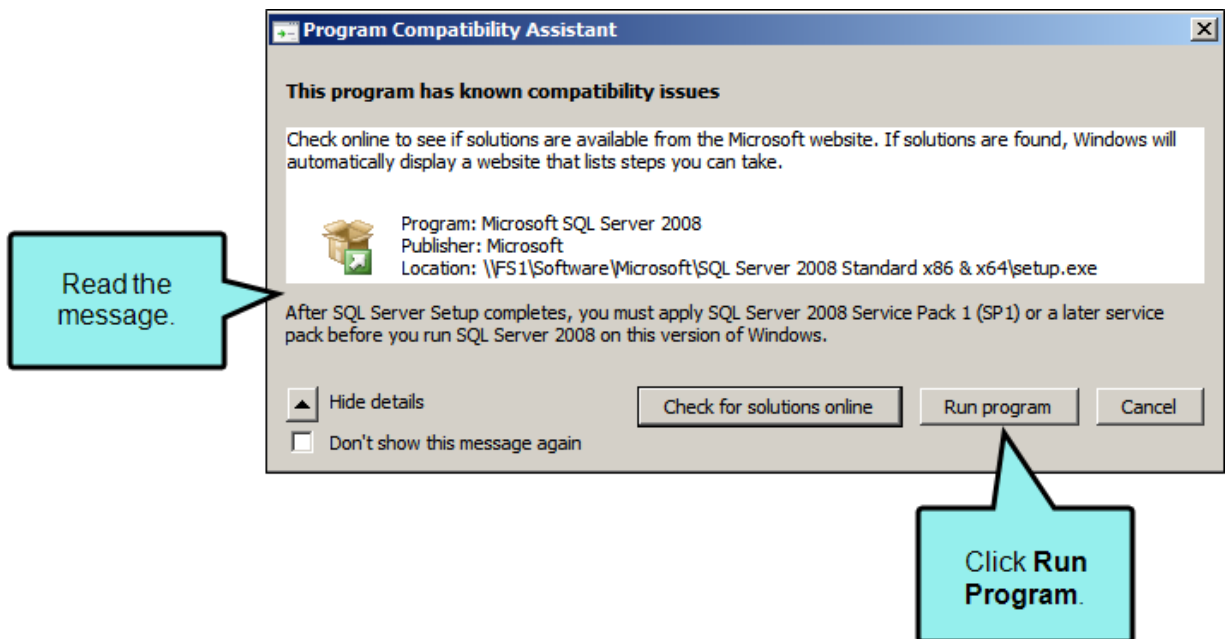 Program Compatibility Assistant
This program has known compatibility issues
Check online to see if solutions are available from the Microsoft website. If solutions are found, Windows will
automatically display a website that lists steps you can take.
Program: Microsoft SQL Server 2008
Publisher: Microsoft
Location: \\FS1\Software\Microsoft\SQL Server 2008 Standard x86 & x64\setup.exe
Read the
message.
After SQL Server Setup completes, you must apply SQL Server 2008 Service Pack 1 (SP1) or a later service
pack before you run SQL Server 2008 on this version of Windows.
Hide details
Check for solutions online
Run program
Cancel
Don't show this message again
Click Run
Program.